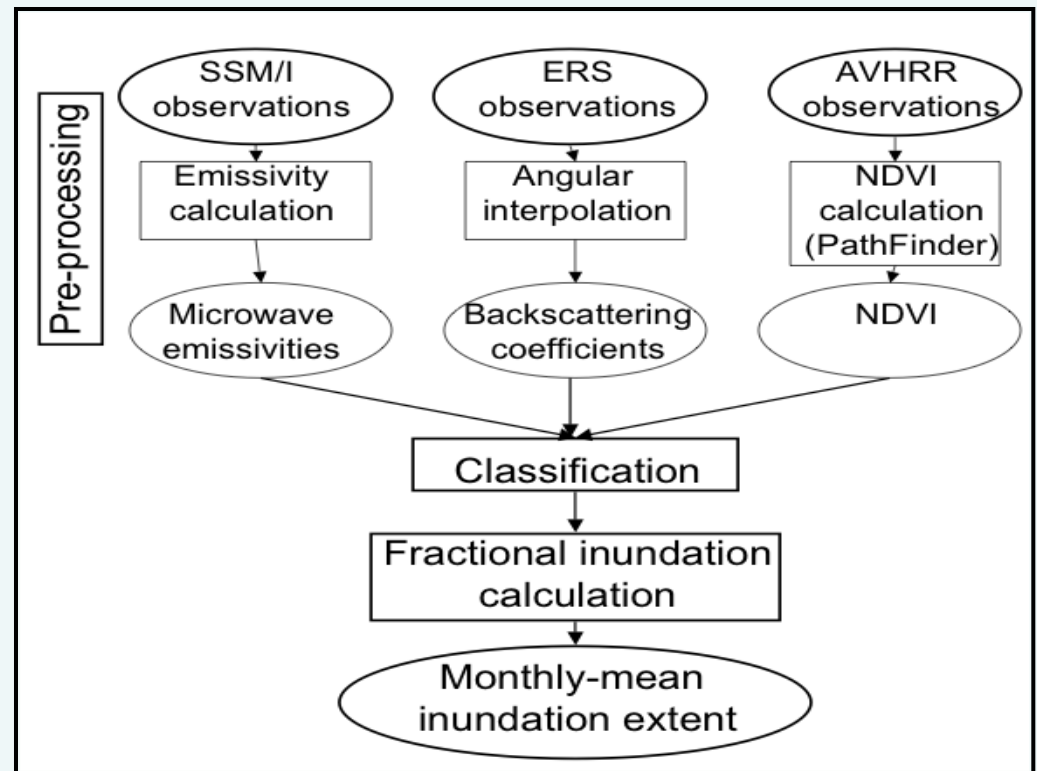 Pre-processing
SSM/I
observations
ERS
observations
AVHRR
observations
Emissivity
calculation
Angular
interpolation
NDVI
calculation
(PathFinder)
Microwave
emissivities
Backscattering
coefficients
NDVI
Classification
Fractional inundation
calculation
Monthly-mean
inundation extent